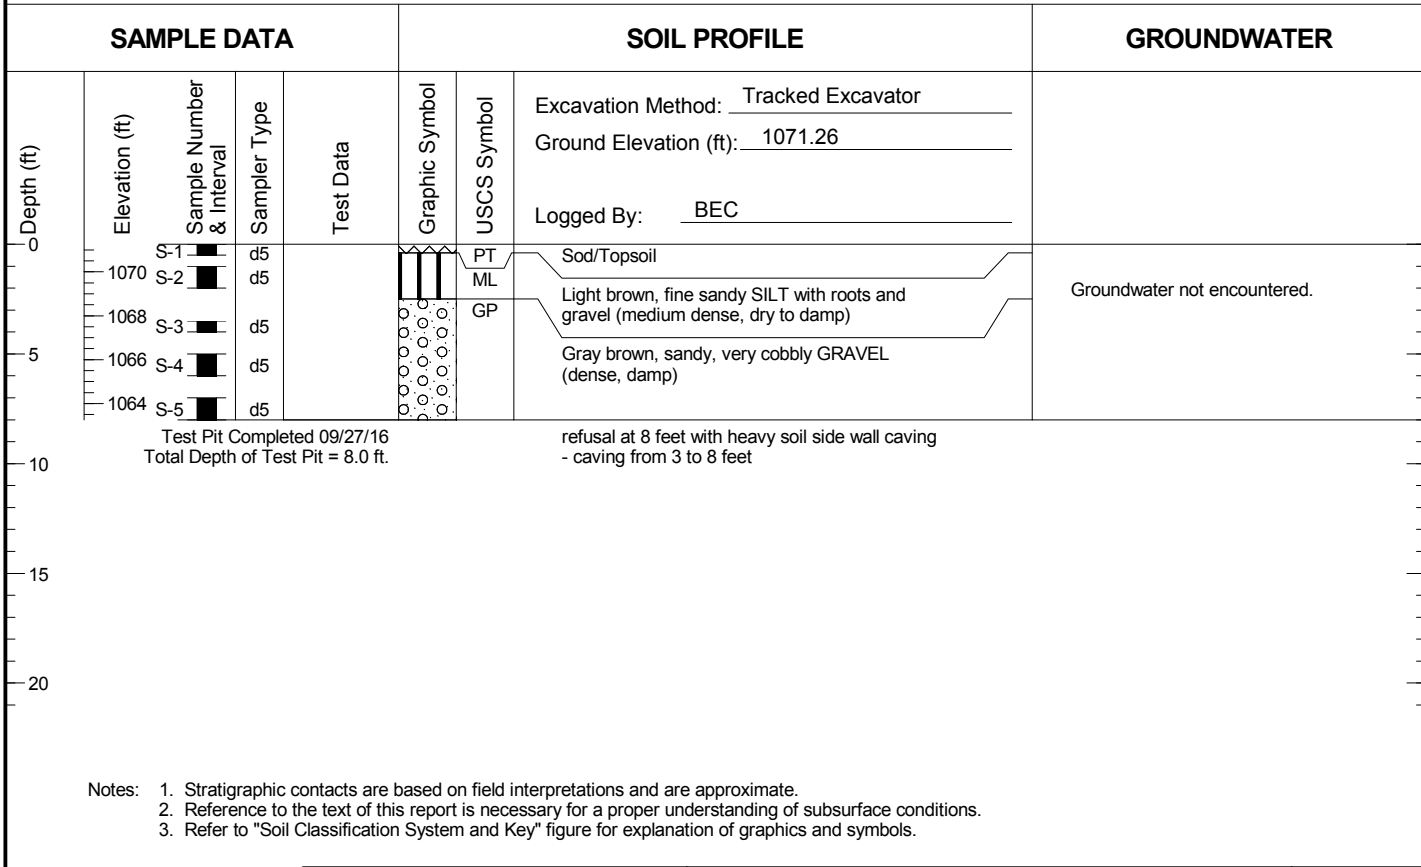 SAMPLE DATA
SOIL PROFILE
GROUNDWATER
Depth (ft)
Elevation (ft)
Sample Number
& Interval
Sampler Type
Test Data
Graphic Symbol
USCS Symbol
Excavation Method: Tracked Excavator
Ground Elevation (ft): 1071.26
Logged By: BEC
0
S-1 d5 PT Sod/Topsoil
1070 S-2 d5 ML
Light brown, fine sandy SILT with roots and
gravel (medium dense, dry to damp)
Groundwater not encountered.
1068 S-3 d5 GP
5
1066 S-4 d5
Gray brown, sandy, very cobbly GRAVEL
(dense, damp)
1064 S-5 d5
Test Pit Completed 09/27/16
Total Depth of Test Pit = 8.0 ft.
refusal at 8 feet with heavy soil side wall caving
- caving from 3 to 8 feet
10
15
20
Notes: 1. Stratigraphic contacts are based on field interpretations and are approximate.
2. Reference to the text of this report is necessary for a proper understanding of subsurface conditions.
3. Refer to "Soil Classification System and Key" figure for explanation of graphics and symbols.